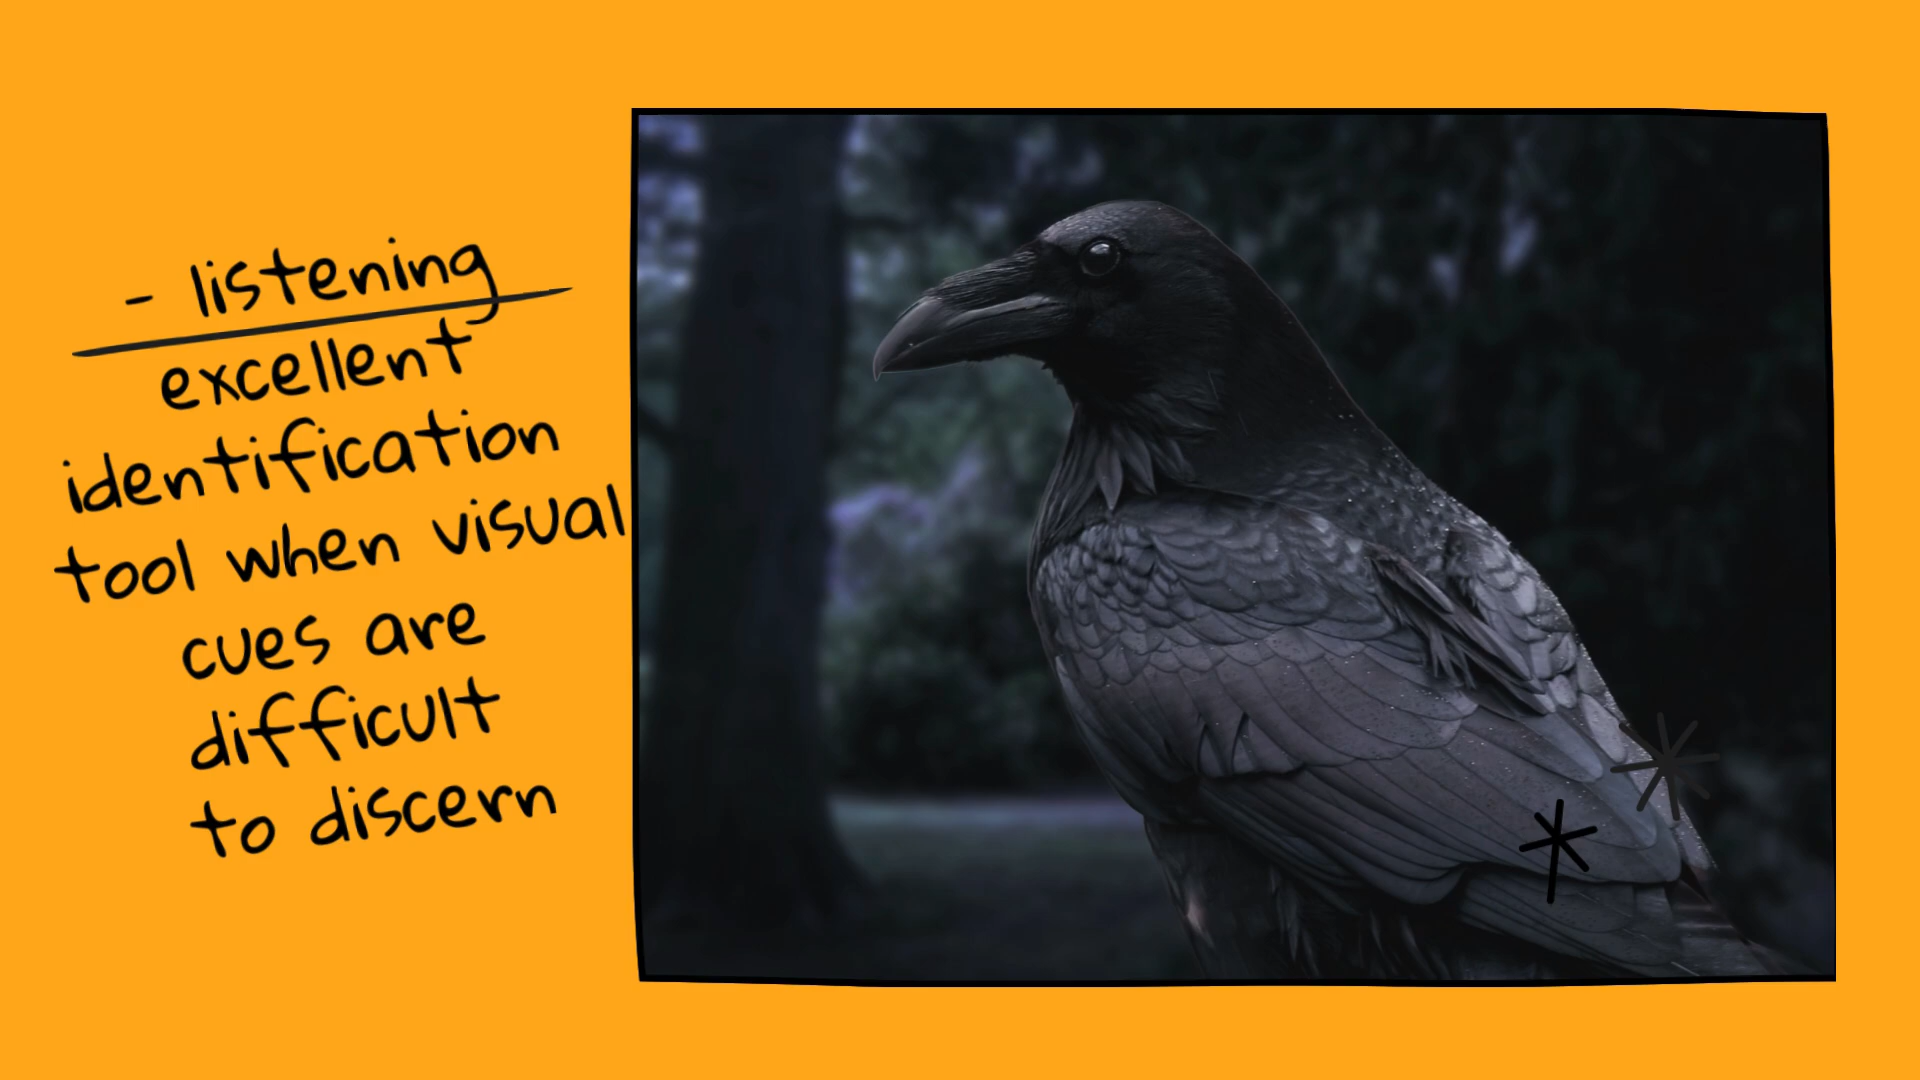 - listening
excellent
identification
tool when visual
cues are
difficult
to discern